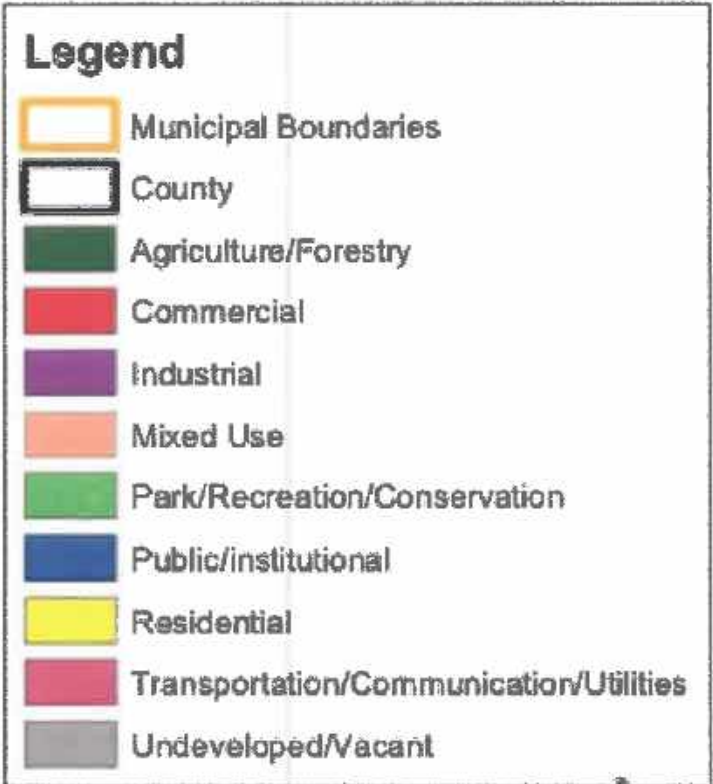 Legend
Municipal Boundaries
County
Agriculture/Forestry
Commercial
Industrial
Mixed Use
Park/Recreation/Conservation
Public/institutional
Residential
Transportation/Communication/Utilities
Undeveloped/Vacant